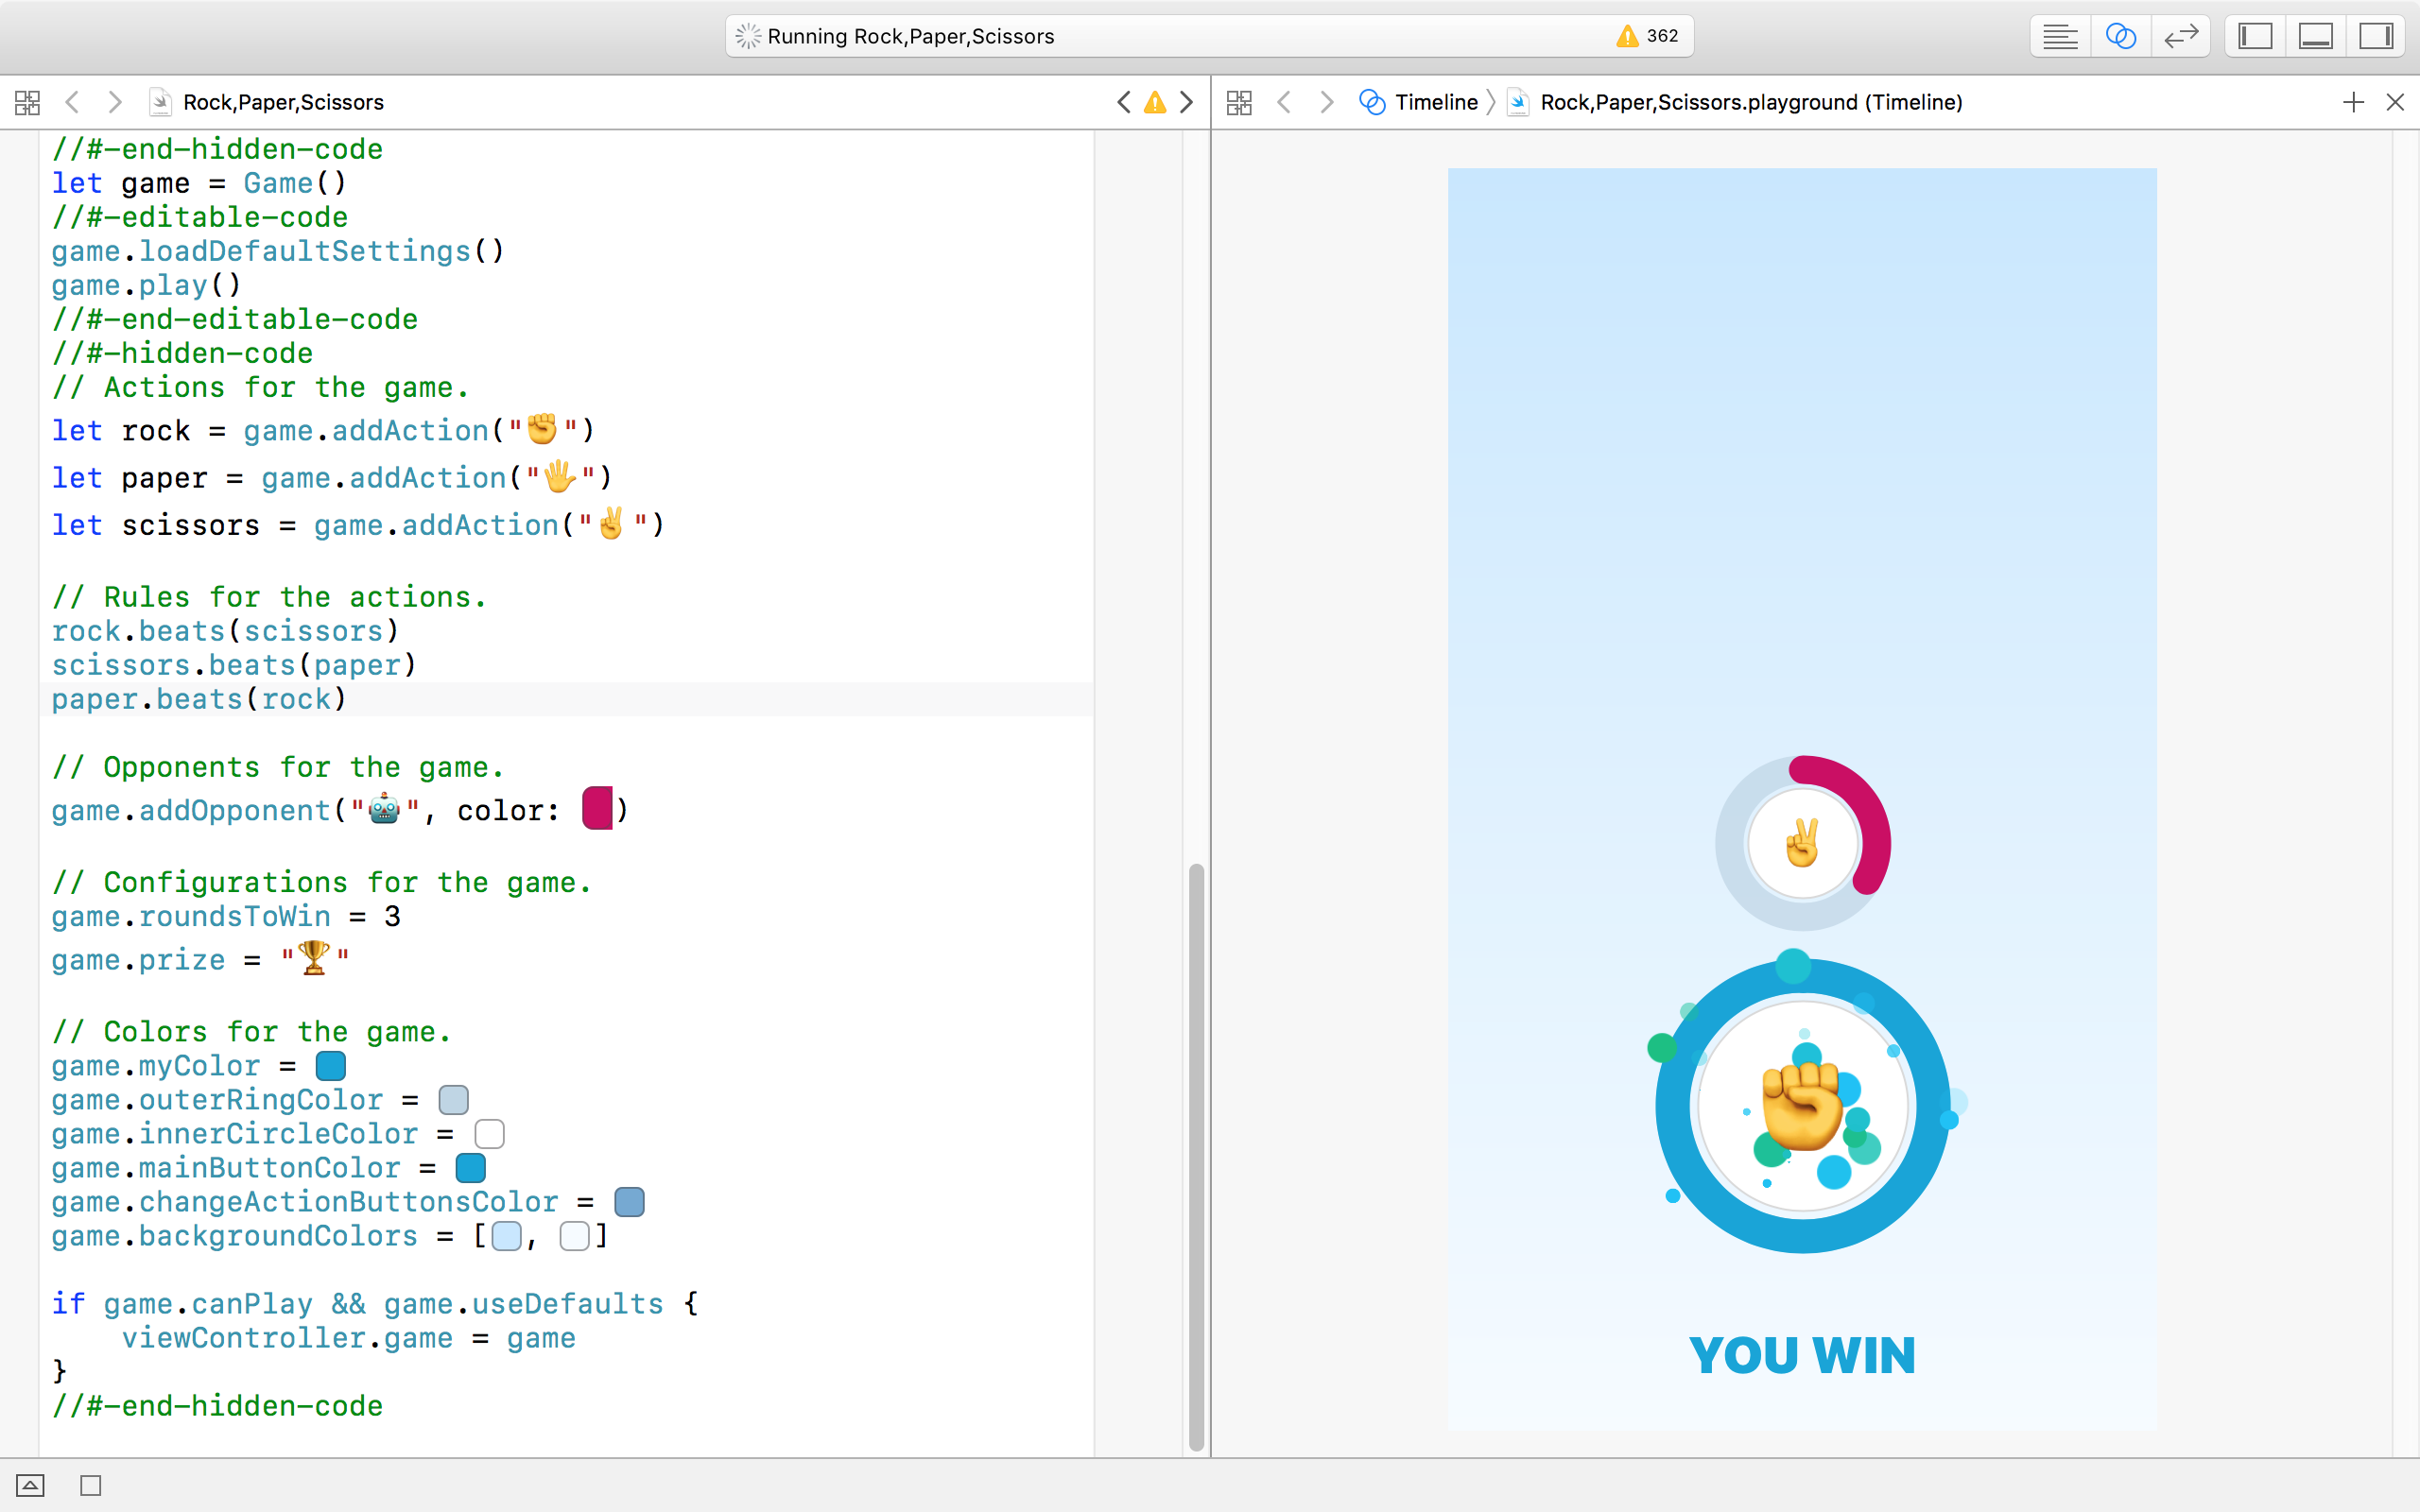 Running Rock,Paper,Scissors
362
Rock,Paper,Scissors
Timeline
Rock,Paper,Scissors.playground (Timeline)
//#-end-hidden-code
let game = Game()
//#-editable-code
game.loadDefaultSettings()
game.play()
//#-end-editable-code
//#-hidden-code
// Actions for the game.
let rock = game.addAction("✊")
let paper = game.addAction("🖐")
let scissors = game.addAction("✌️")
// Rules for the actions.
rock.beats(scissors)
scissors.beats(paper)
paper.beats(rock)
// Opponents for the game.
game.addOpponent("🤖", color: )
// Configurations for the game.
game.roundsToWin = 3
game.prize = "🏆"
// Colors for the game.
game.myColor =
game.outerRingColor =
game.innerCircleColor =
game.mainButtonColor =
game.changeActionButtonsColor =
game.backgroundColors = [ , ]
if game.canPlay && game.useDefaults {
    viewController.game = game
}
//#-end-hidden-code
YOU WIN